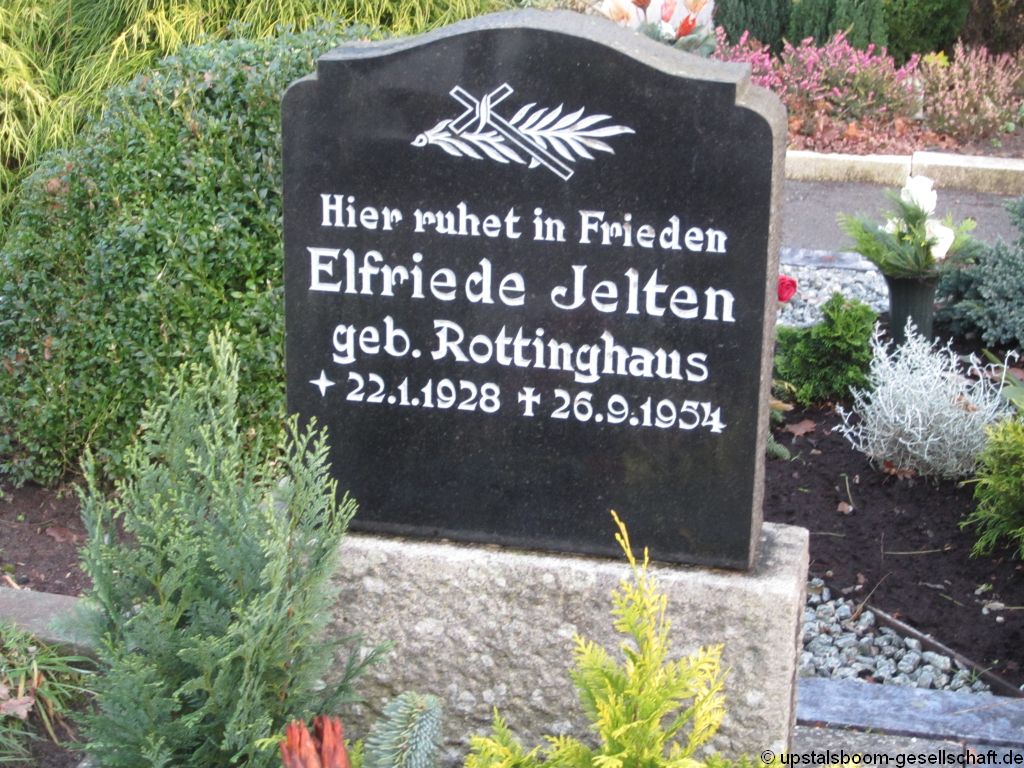 Hier ruhet in Frieden
Elfriede Jelten
geb. Rottinghaus
22.1.1928 26.9.1954
© upstalsboom-gesellschaft.de